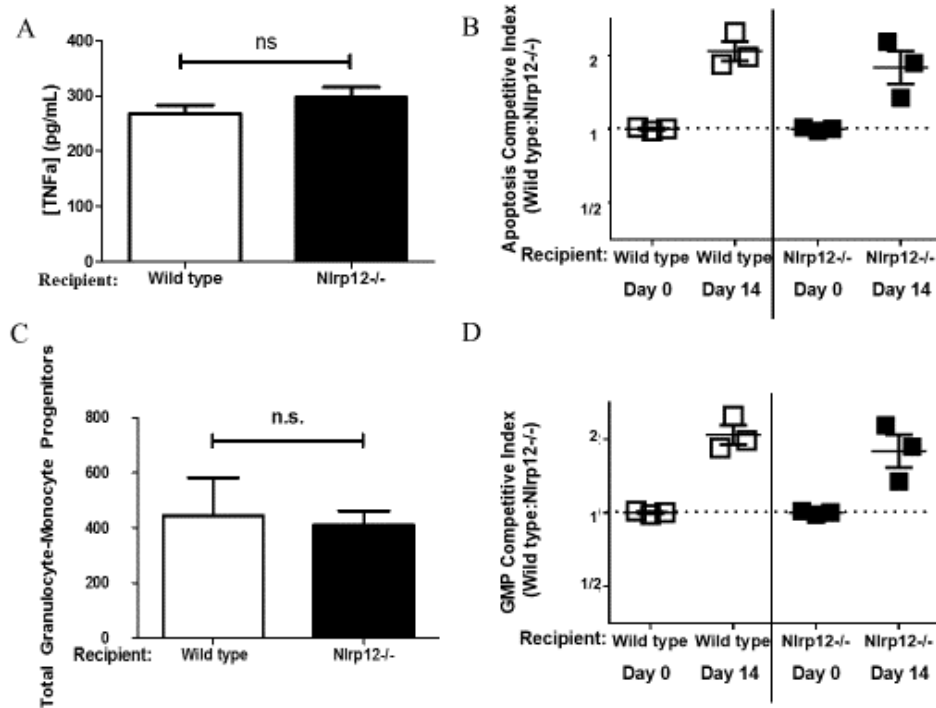 A
[TNFa] (pg/mL)
400
300
200
100
0
ns
Recipient:
Wild type
Nlrp12-/-
B
Apoptosis Competitive Index
(Wild type:Nlrp12-/-)
2
1
1/2
Recipient:
Wild type
Wild type
Nlrp12-/-
Nlrp12-/-
Day 0
Day 14
Day 0
Day 14
C
Total Granulocyte-Monocyte Progenitors
800
600
400
200
0
n.s.
Recipient:
Wild type
Nlrp12-/-
D
GMP Competitive Index
(Wild type:Nlrp12-/-)
2
1
1/2
Recipient:
Wild type
Wild type
Nlrp12-/-
Nlrp12-/-
Day 0
Day 14
Day 0
Day 14